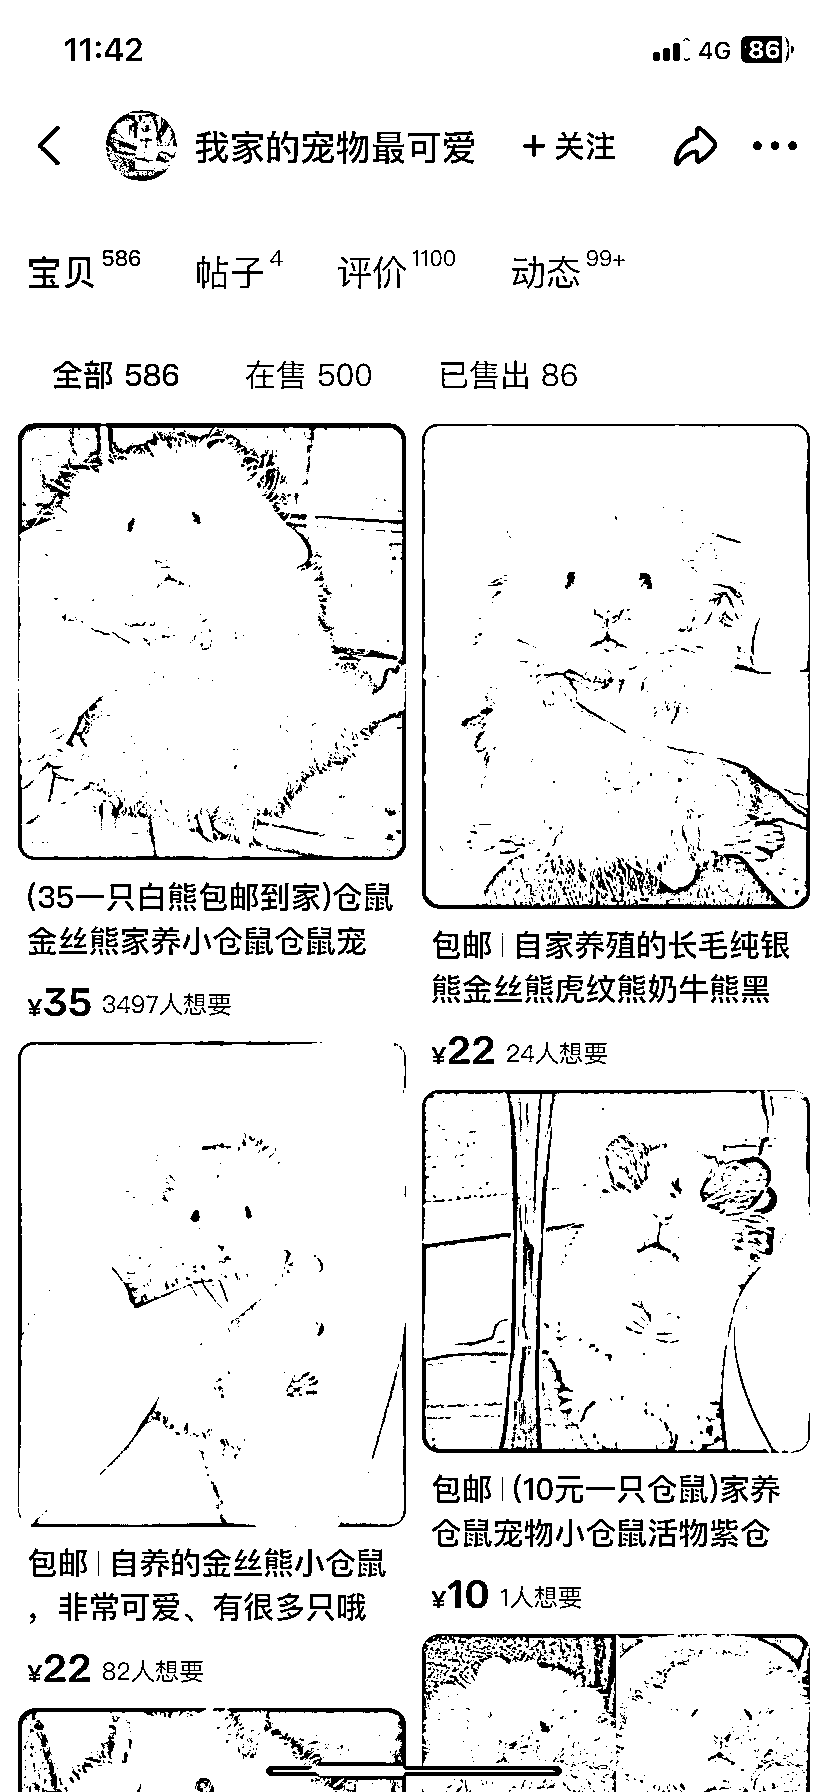 11:42
4G 86
我家的宠物最可爱 + 关注
宝贝 586 帖子 4 评价 1100 动态 99+
全部 586 在售 500 已售出 86
(35一只白熊包邮到家)仓鼠
金丝熊家养小仓鼠仓鼠宠
¥35 3497人想要
包邮 | 自家养殖的长毛纯银
熊金丝熊虎纹熊奶牛熊黑
¥22 24人想要
包邮 | (10元一只仓鼠)家养
仓鼠宠物小仓鼠活物紫仓
¥10 1人想要
包邮 | 自养的金丝熊小仓鼠
，非常可爱、有很多只哦
¥22 82人想要